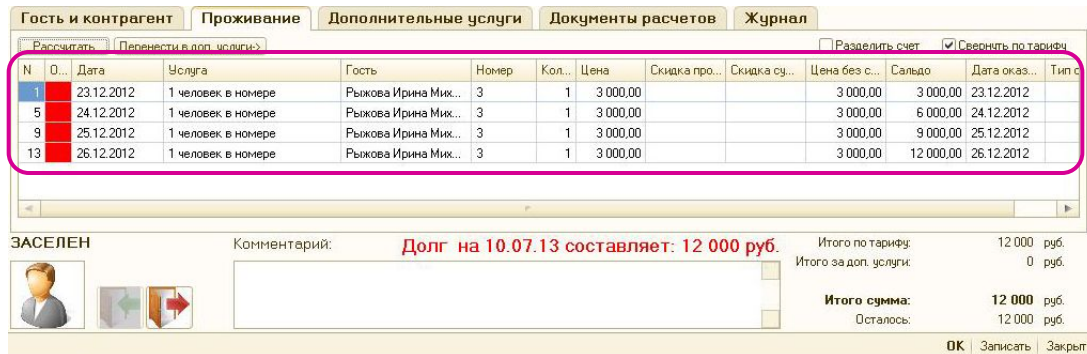 Гость и контрагент Проживание Дополнительные услуги Документы расчетов Журнал
Рассчитать Перенести в доп. услуги-> Разделить счет Свернуть по тарифу
N О... Дата Услуга Гость Номер Кол... Цена Скидка про... Скидка су... Цена без с... Сальдо Дата оказ... Тип с
1 23.12.2012 1 человек в номере Рыжова Ирина Мих... 3 1 3 000,00 3 000,00 3 000,00 23.12.2012
5 24.12.2012 1 человек в номере Рыжова Ирина Мих... 3 1 3 000,00 3 000,00 6 000,00 24.12.2012
9 25.12.2012 1 человек в номере Рыжова Ирина Мих... 3 1 3 000,00 3 000,00 9 000,00 25.12.2012
13 26.12.2012 1 человек в номере Рыжова Ирина Мих... 3 1 3 000,00 3 000,00 12 000,00 26.12.2012
ЗАСЕЛЕН Комментарий: Долг на 10.07.13 составляет: 12 000 руб. Итого по тарифу: 12 000 руб.
Итого за доп. услуги: 0 руб.
Итого сумма: 12 000 руб.
Осталось: 12 000 руб.
OK Записать Закрыт